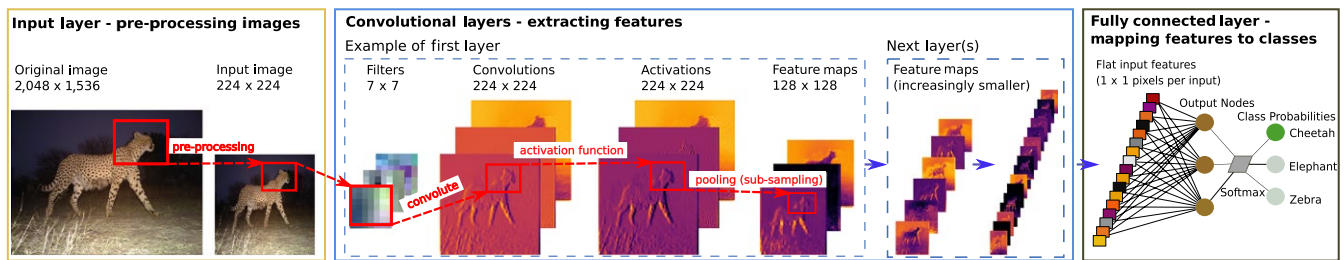 Input layer - pre-processing images
Original image
2,048 x 1,536
Input image
224 x 224
pre-processing
Convolutional layers - extracting features
Example of first layer
Filters
7 x 7
Convolutions
224 x 224
Activations
224 x 224
Feature maps
128 x 128
convolute
activation function
pooling (sub-sampling)
Next layer(s)
Feature maps
(increasingly smaller)
Fully connected layer -
mapping features to classes
Flat input features
(1 x 1 pixels per input)
Output Nodes
Class Probabilities
Cheetah
Elephant
Softmax
Zebra